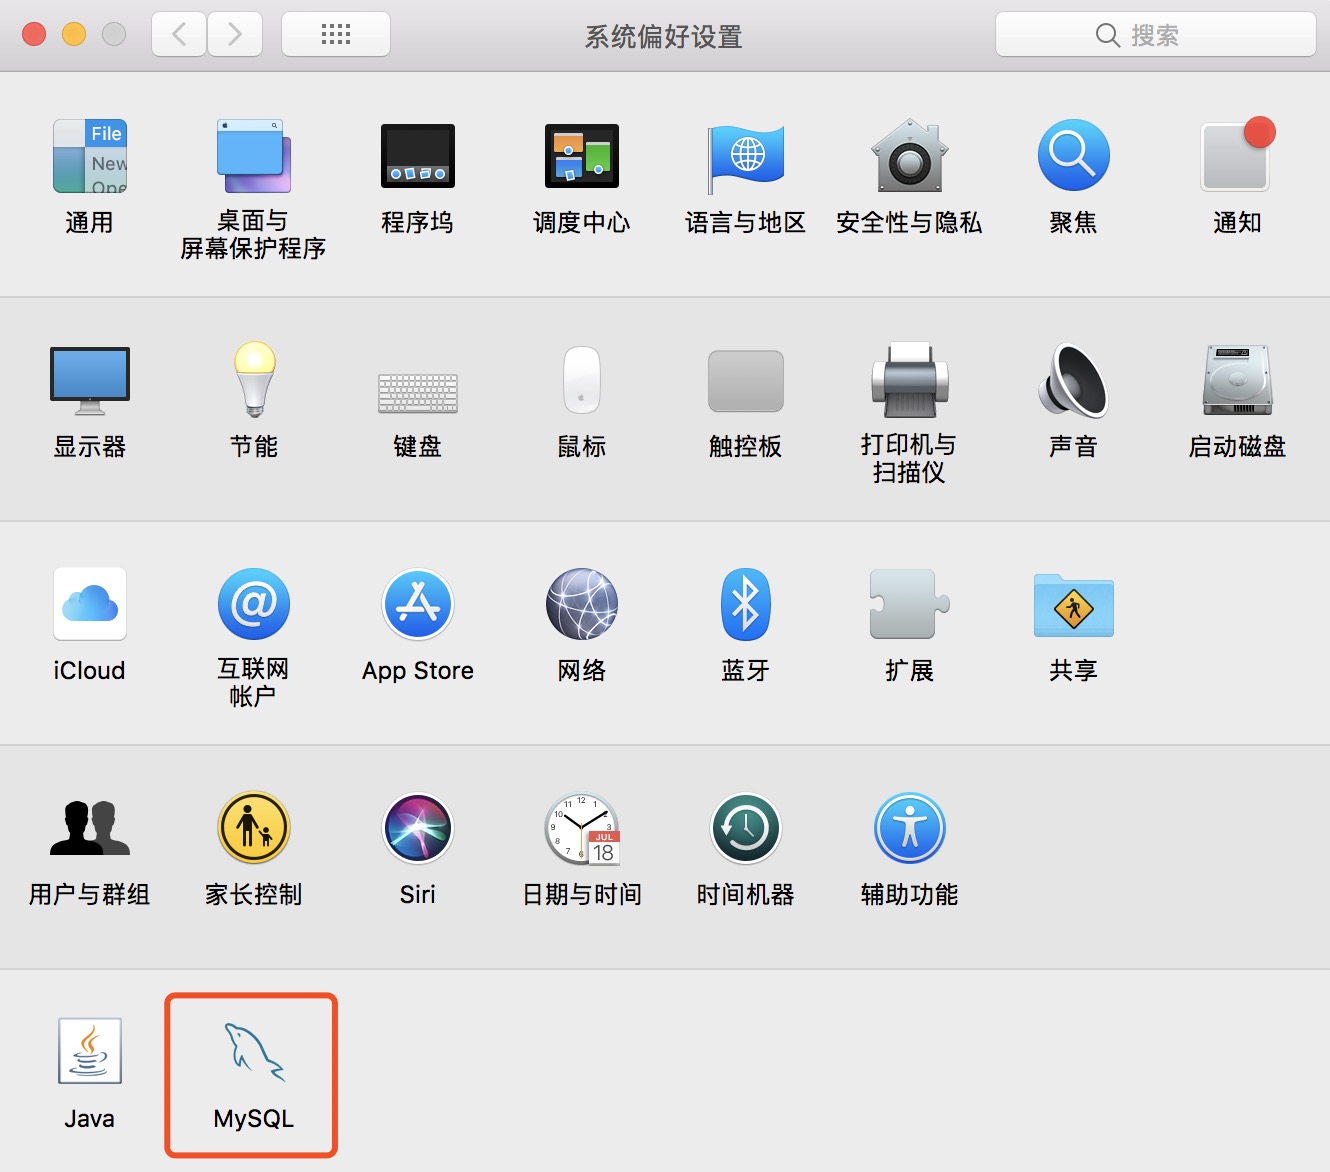 系统偏好设置
搜索
File
New
Ope
通用
桌面与
屏幕保护程序
程序坞
调度中心
语言与地区
安全性与隐私
聚焦
通知
显示器
节能
键盘
鼠标
触控板
打印机与
扫描仪
声音
启动磁盘
iCloud
@
互联网
帐户
App Store
网络
蓝牙
扩展
共享
用户与群组
家长控制
Siri
JUL
18
日期与时间
时间机器
辅助功能
Java
MySQL